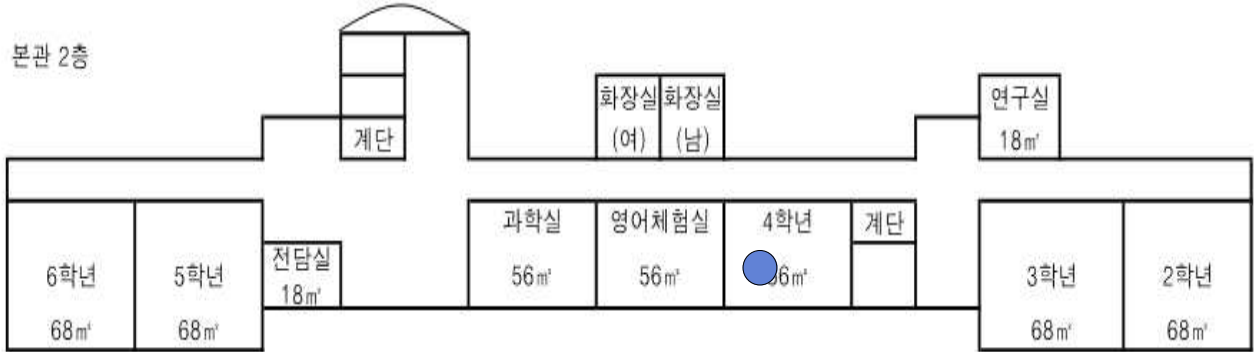 본관 2층
계단
화장실
(여)
화장실
(남)
연구실
18㎡
6학년
68㎡
5학년
68㎡
전담실
18㎡
과학실
56㎡
영어체험실
56㎡
4학년
6㎡
계단
3학년
68㎡
2학년
68㎡